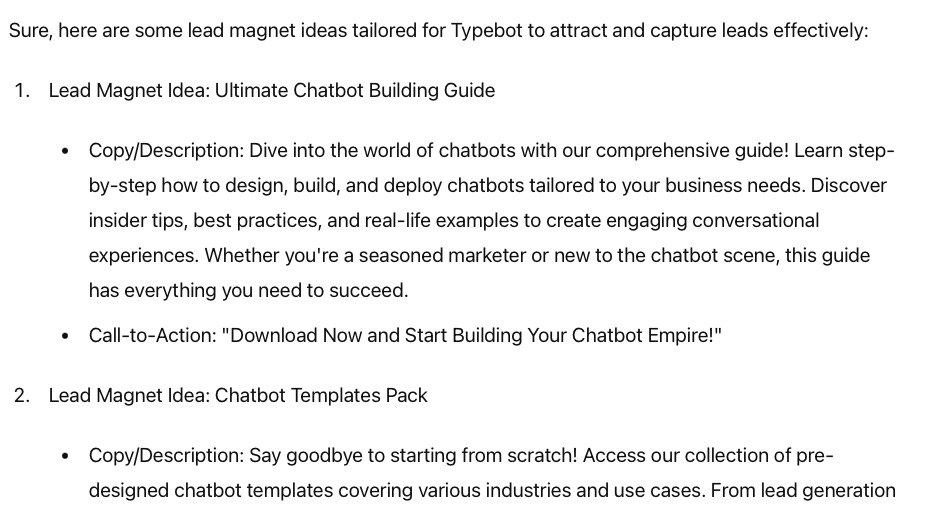 Sure, here are some lead magnet ideas tailored for Typebot to attract and capture leads effectively:
1. Lead Magnet Idea: Ultimate Chatbot Building Guide
• Copy/Description: Dive into the world of chatbots with our comprehensive guide! Learn step-
by-step how to design, build, and deploy chatbots tailored to your business needs. Discover
insider tips, best practices, and real-life examples to create engaging conversational
experiences. Whether you're a seasoned marketer or new to the chatbot scene, this guide
has everything you need to succeed.
• Call-to-Action: "Download Now and Start Building Your Chatbot Empire!"
2. Lead Magnet Idea: Chatbot Templates Pack
• Copy/Description: Say goodbye to starting from scratch! Access our collection of pre-
designed chatbot templates covering various industries and use cases. From lead generation